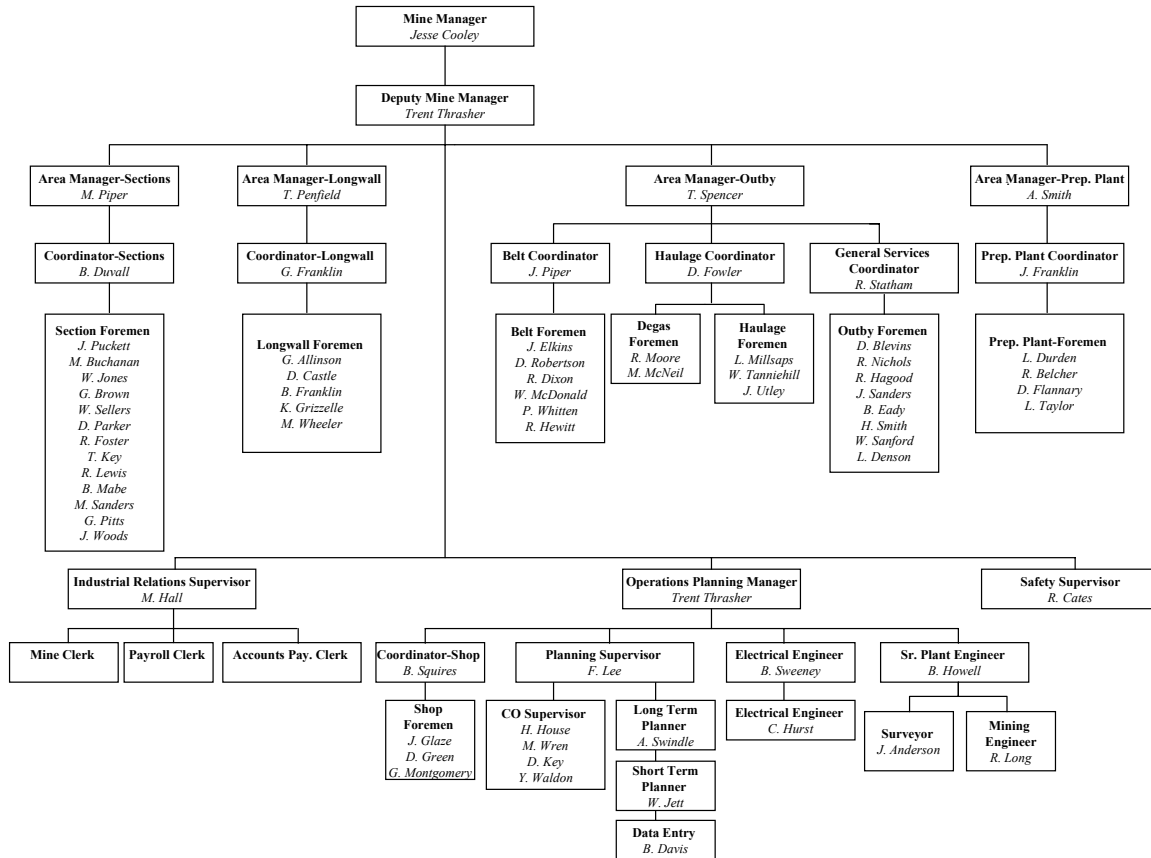 Mine Manager
Jesse Cooley
Deputy Mine Manager
Trent Thrasher
Area Manager-Sections
M. Piper
Area Manager-Longwall
T. Penfield
Area Manager-Outby
T. Spencer
Area Manager-Prep. Plant
A. Smith
Coordinator-Sections
B. Duvall
Coordinator-Longwall
G. Franklin
Belt Coordinator
J. Piper
Haulage Coordinator
D. Fowler
General Services
Coordinator
R. Statham
Prep. Plant Coordinator
J. Franklin
Section Foremen
J. Puckett
M. Buchanan
W. Jones
G. Brown
W. Sellers
D. Parker
R. Foster
T. Key
R. Lewis
B. Mabe
M. Sanders
G. Pitts
J. Woods
Longwall Foremen
G. Allinson
D. Castle
B. Franklin
K. Grizzelle
M. Wheeler
Belt Foremen
J. Elkins
D. Robertson
R. Dixon
W. McDonald
P. Whitten
R. Hewitt
Degas
Foremen
R. Moore
M. McNeil
Haulage
Foremen
L. Millsaps
W. Tanniehill
J. Utley
Outby Foremen
D. Blevins
R. Nichols
R. Hagood
J. Sanders
B. Eady
H. Smith
W. Sanford
L. Denson
Prep. Plant-Foremen
L. Durden
R. Belcher
D. Flannary
L. Taylor
Industrial Relations Supervisor
M. Hall
Operations Planning Manager
Trent Thrasher
Safety Supervisor
R. Cates
Mine Clerk
Payroll Clerk
Accounts Pay. Clerk
Coordinator-Shop
B. Squires
Planning Supervisor
F. Lee
Electrical Engineer
B. Sweeney
Sr. Plant Engineer
B. Howell
Shop
Foremen
J. Glaze
D. Green
G. Montgomery
CO Supervisor
H. House
M. Wren
D. Key
Y. Waldon
Long Term
Planner
A. Swindle
Electrical Engineer
C. Hurst
Surveyor
J. Anderson
Mining
Engineer
R. Long
Short Term
Planner
W. Jett
Data Entry
B. Davis